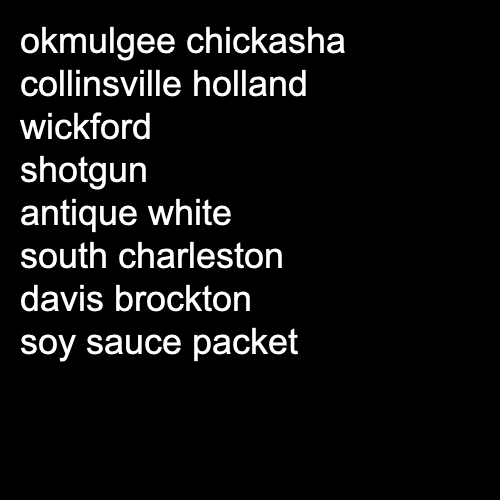 okmulgee chickasha
collinsville holland
wickford
shotgun
antique white
south charleston
davis brockton
soy sauce packet